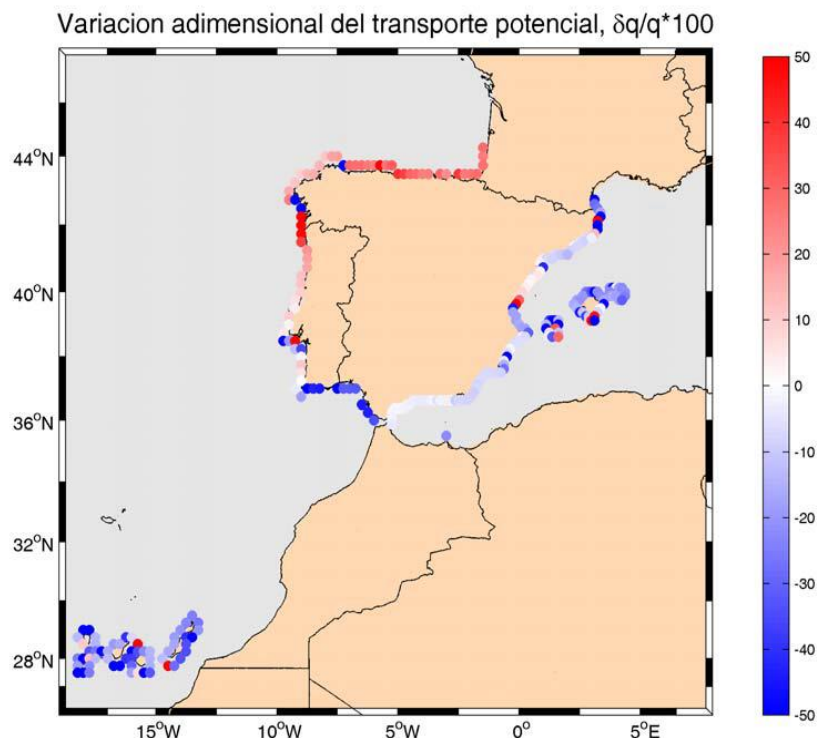 Variacion adimensional del transporte potencial, δq/q*100
44°N
40°N
36°N
32°N
28°N
15°W
10°W
5°W
0°
5°E
50
40
30
20
10
0
-10
-20
-30
-40
-50